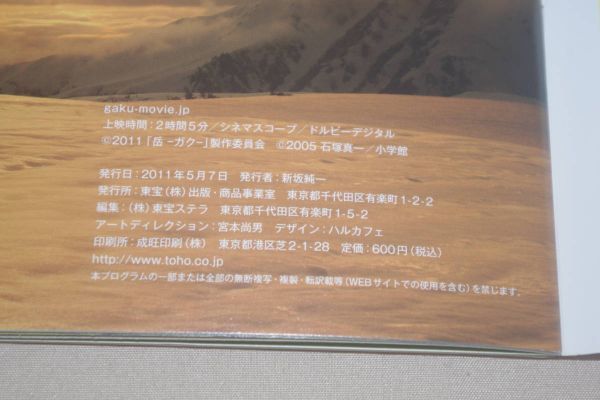 gaku-movie.jp
上映時間：2時間5分／シネマスコープ／ドルビーデジタル
©2011「岳 -ガク-」製作委員会　©2005 石塚真一／小学館
発行日：2011年5月7日　発行者：新坂純一
発行所：東宝（株）出版・商品事業室　東京都千代田区有楽町1-2-2
編集：（株）東宝ステラ　東京都千代田区有楽町1-5-2
アートディレクション：宮本尚男　デザイン：ハルカフェ
印刷所：成旺印刷（株）　東京都港区芝2-1-28　定価：600円（税込）
http://www.toho.co.jp
本プログラムの一部または全部の無断複写・複製・転訳載等（WEBサイトでの使用を含む）を禁じます。